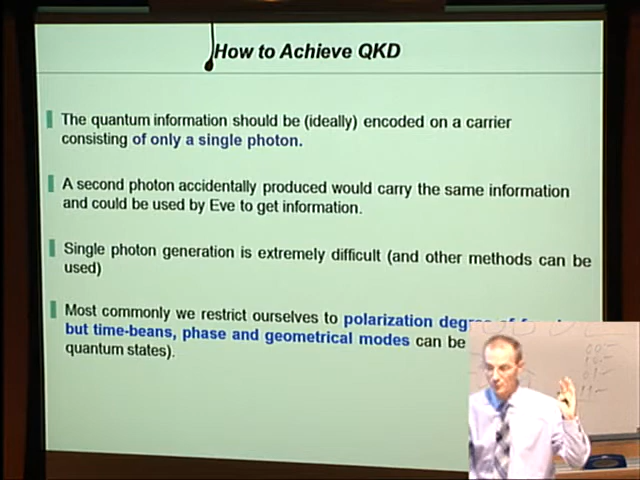 How to Achieve QKD
The quantum information should be (ideally) encoded on a carrier
consisting of only a single photon.
A second photon accidentally produced would carry the same information
and could be used by Eve to get information.
Single photon generation is extremely difficult (and other methods can be
used)
Most commonly we restrict ourselves to polarization
but time-beans, phase and geometrical modes can be
quantum states).